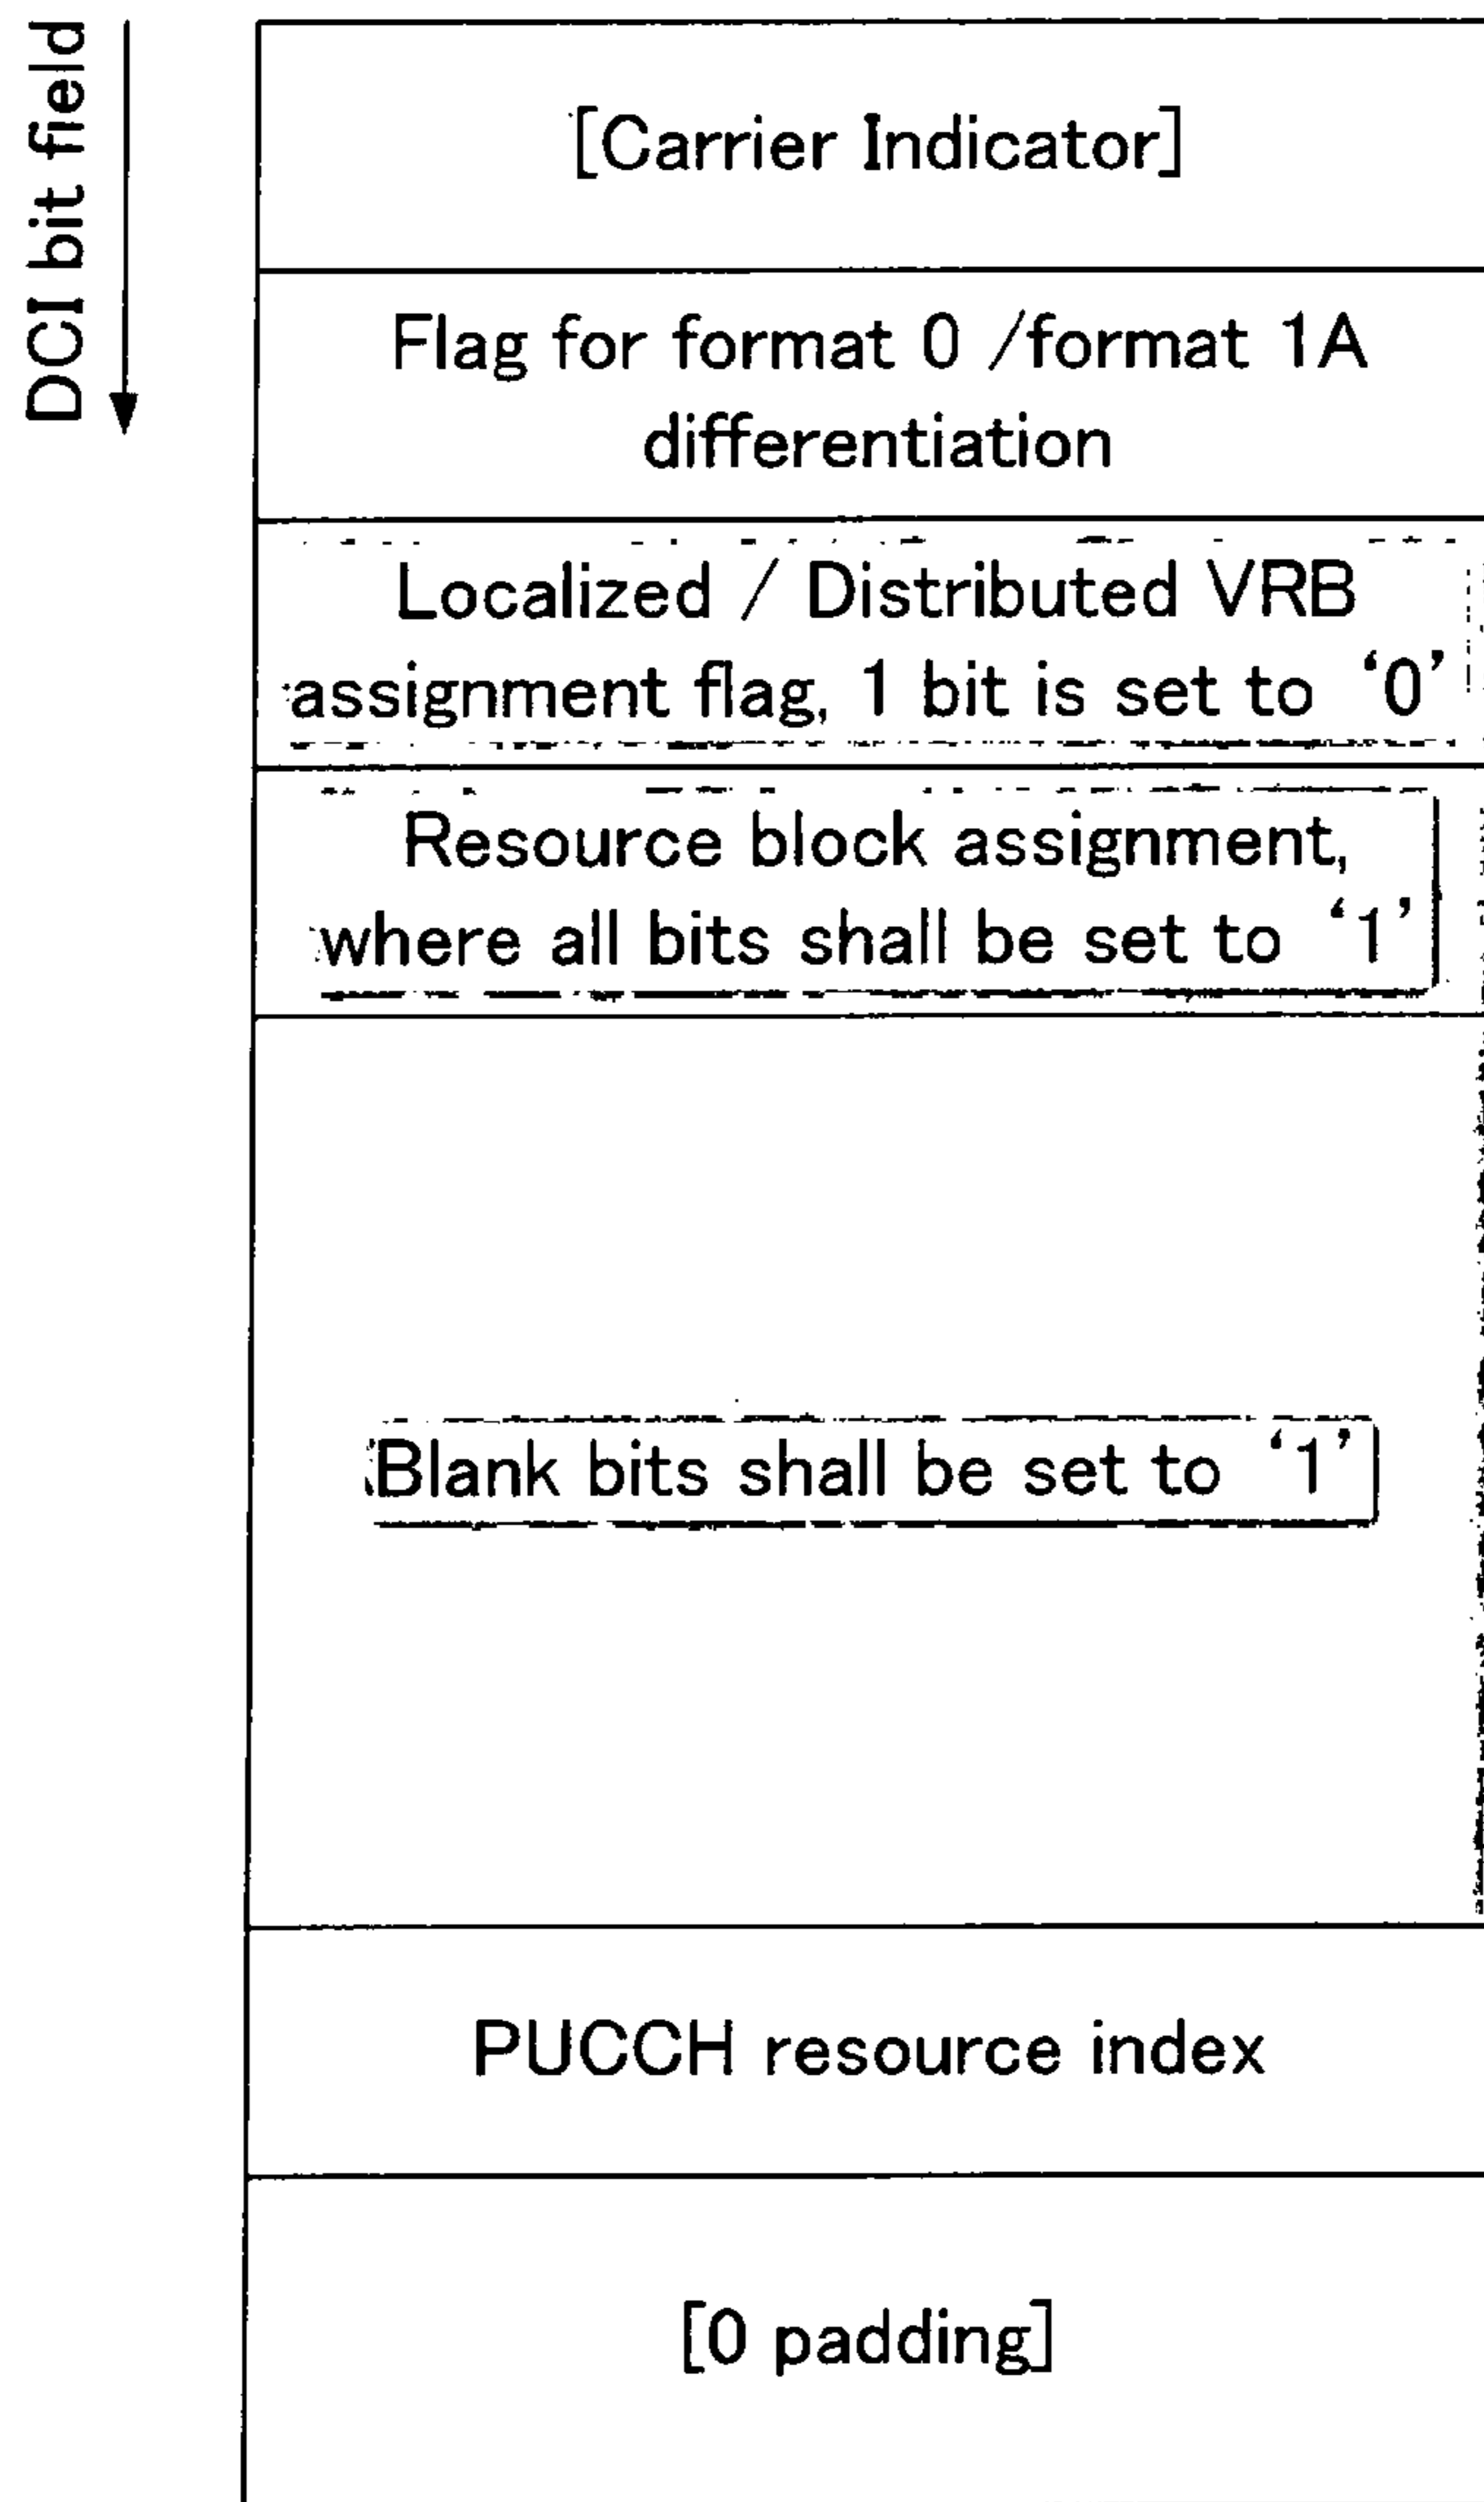 DCI bit field
[Carrier Indicator]
Flag for format 0 /format 1A
differentiation
Localized / Distributed VRB
assignment flag, 1 bit is set to ‘0’
Resource block assignment,
where all bits shall be set to ‘1’
Blank bits shall be set to ‘1’
PUCCH resource index
[0 padding]